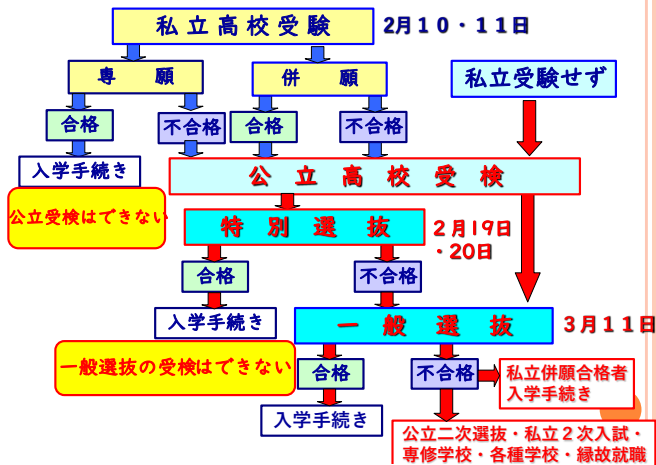 私立高校受験
2月10・11日
専願
併願
私立受験せず
合格
不合格
合格
不合格
入学手続き
公立高校受検
公立受検はできない
特別選抜
2月19日
・20日
合格
不合格
入学手続き
一般選抜
3月11日
一般選抜の受検はできない
合格
不合格
私立併願合格者
入学手続き
入学手続き
公立二次選抜・私立2次入試・
専修学校・各種学校・縁故就職